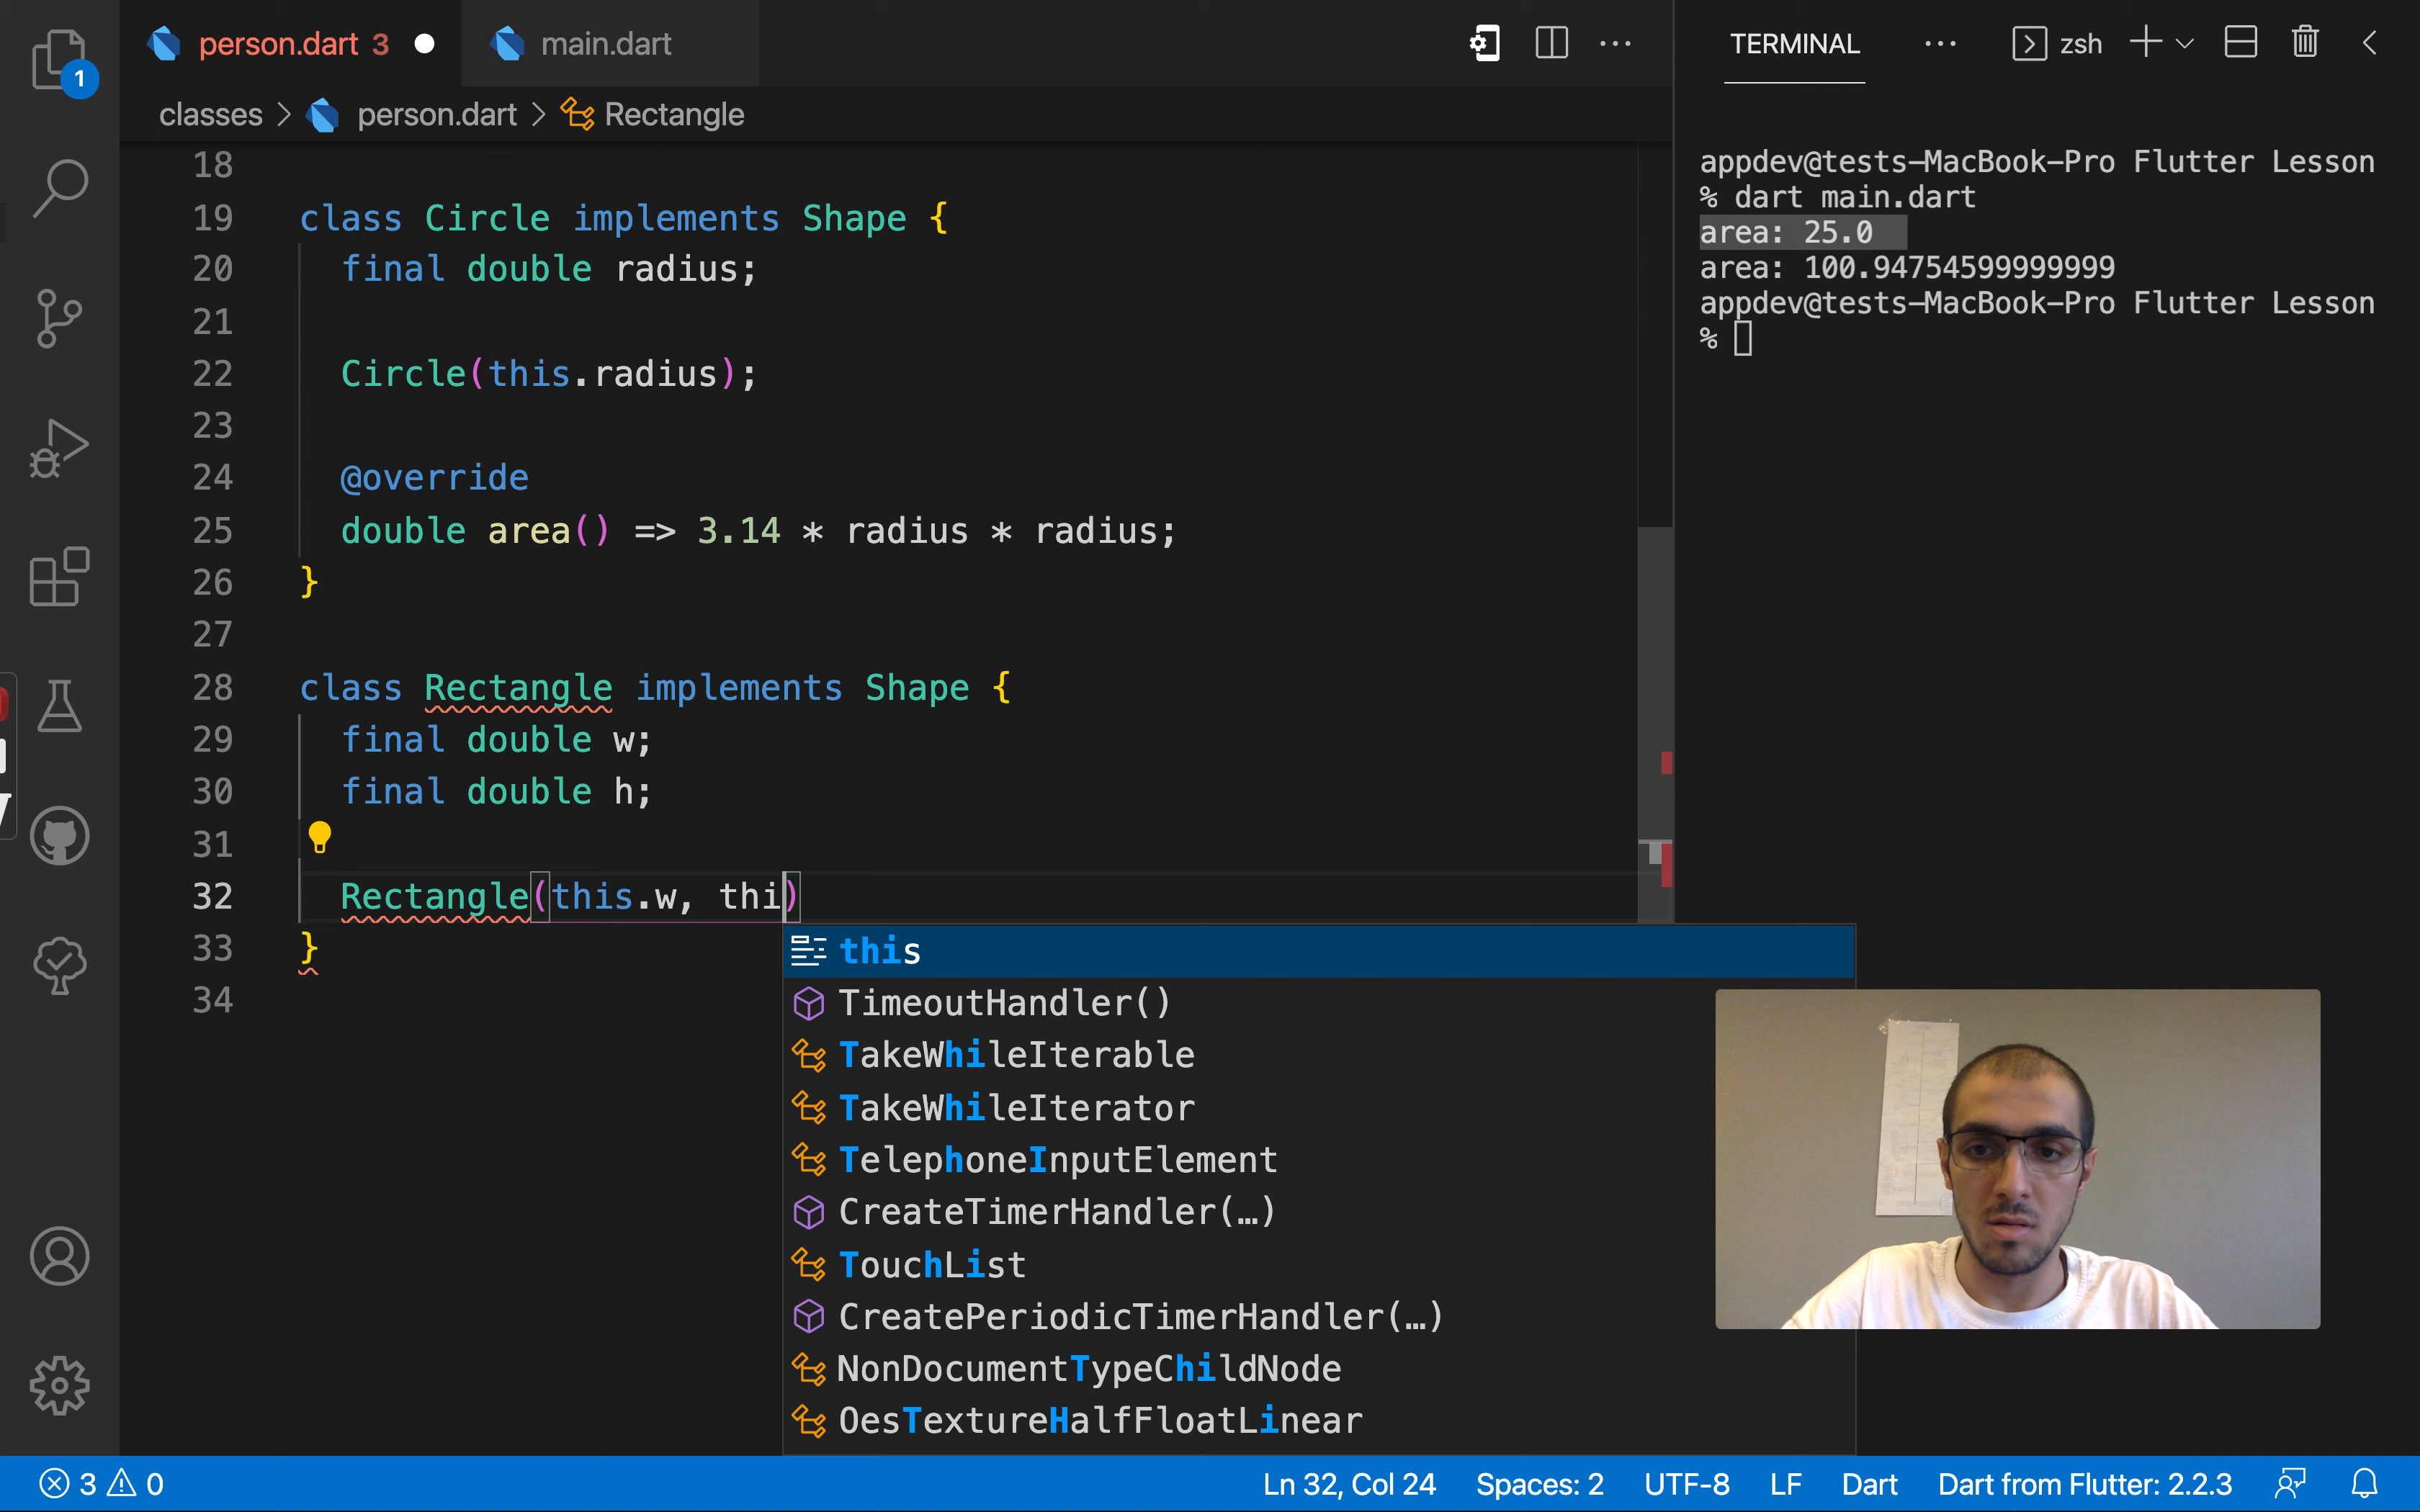 person.dart 3
main.dart
TERMINAL
zsh
1
classes > person.dart > Rectangle
18
19 class Circle implements Shape {
20 final double radius;
21
22 Circle(this.radius);
23
24 @override
25 double area() => 3.14 * radius * radius;
26 }
27
28 class Rectangle implements Shape {
29 final double w;
30 final double h;
31
32 Rectangle(this.w, thi)
33 }
34
this
TimeoutHandler()
TakeWhileIterable
TakeWhileIterator
TelephoneInputElement
CreateTimerHandler(…)
TouchList
CreatePeriodicTimerHandler(…)
NonDocumentTypeChildNode
OesTextureHalfFloatLinear
appdev@tests-MacBook-Pro Flutter Lesson
% dart main.dart
area: 25.0
area: 100.94754599999999
appdev@tests-MacBook-Pro Flutter Lesson
%
3 0
Ln 32, Col 24
Spaces: 2
UTF-8
LF
Dart
Dart from Flutter: 2.2.3